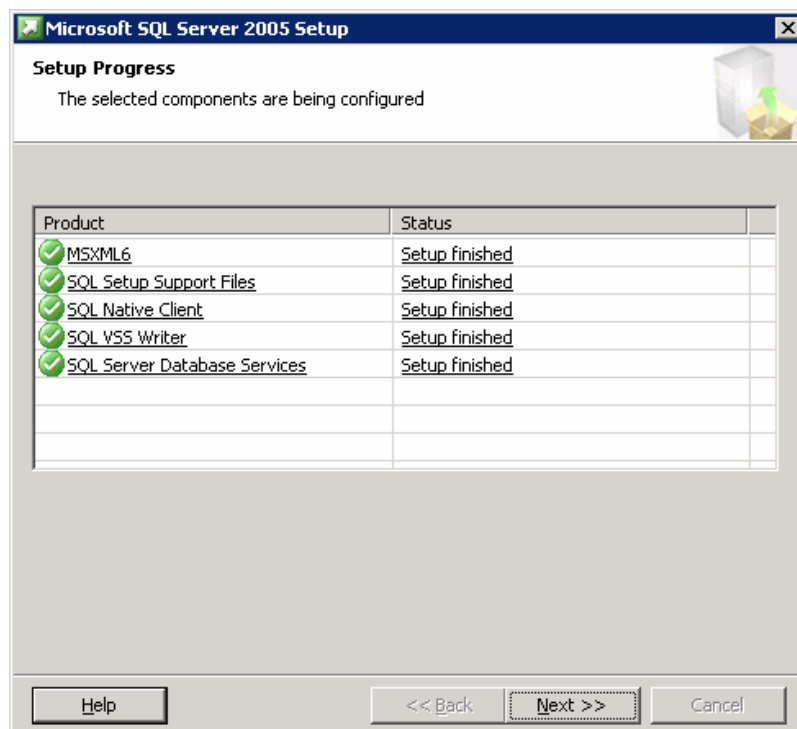 Microsoft SQL Server 2005 Setup
Setup Progress
The selected components are being configured
Product Status
MSXML6 Setup finished
SQL Setup Support Files Setup finished
SQL Native Client Setup finished
SQL VSS Writer Setup finished
SQL Server Database Services Setup finished
Help << Back Next >> Cancel